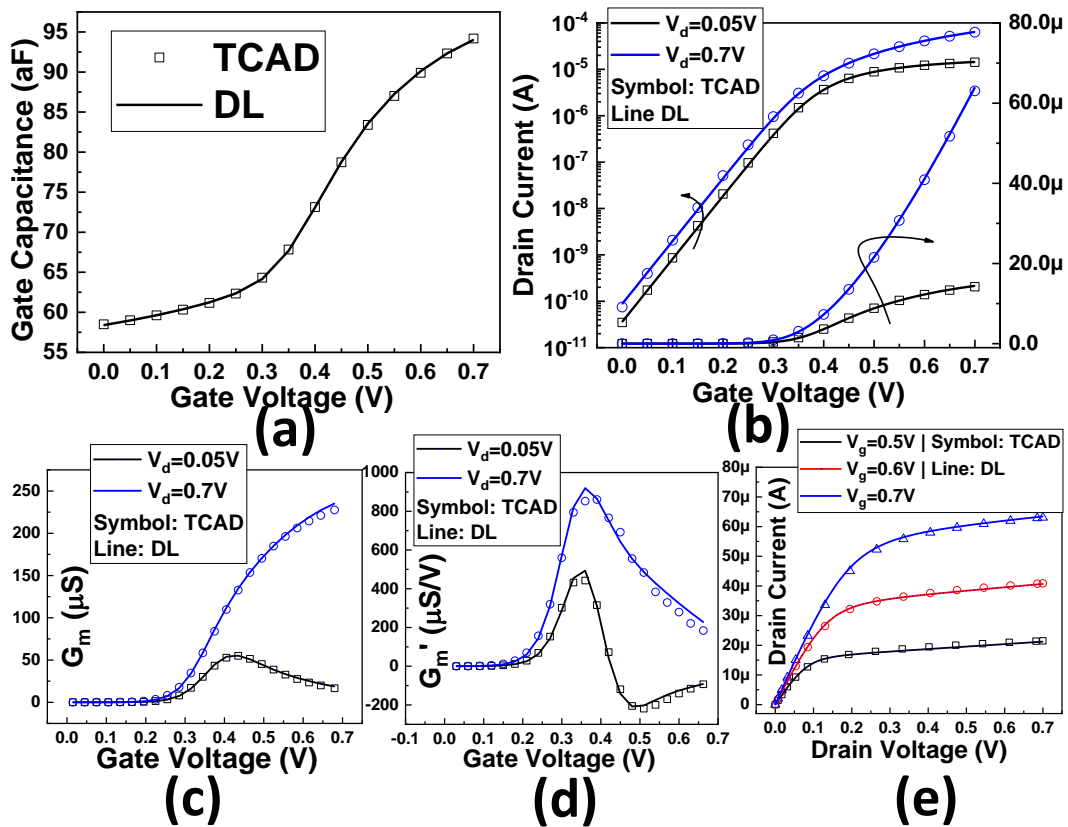 TCAD
DL
Gate Capacitance (aF)
95
90
85
80
75
70
65
60
55
0.0 0.1 0.2 0.3 0.4 0.5 0.6 0.7
Gate Voltage (V)
(a)
V_d=0.05V
V_d=0.7V
Symbol: TCAD
Line DL
Drain Current (A)
10^-4
10^-5
10^-6
10^-7
10^-8
10^-9
10^-10
10^-11
80.0µ
60.0µ
40.0µ
20.0µ
0.0
0.0 0.1 0.2 0.3 0.4 0.5 0.6 0.7
Gate Voltage (V)
(b)
V_d=0.05V
V_d=0.7V
Symbol: TCAD
Line: DL
G_m (µS)
250
200
150
100
50
0
0.0 0.1 0.2 0.3 0.4 0.5 0.6 0.7
Gate Voltage (V)
(c)
V_d=0.05V
V_d=0.7V
Symbol: TCAD
Line: DL
G_m' (µS/V)
1000
800
600
400
200
0
-200
-0.1 0.0 0.1 0.2 0.3 0.4 0.5 0.6 0.7
Gate Voltage (V)
(d)
V_g=0.5V | Symbol: TCAD
V_g=0.6V | Line: DL
V_g=0.7V
Drain Current (A)
80µ
70µ
60µ
50µ
40µ
30µ
20µ
10µ
0
0.0 0.1 0.2 0.3 0.4 0.5 0.6 0.7
Drain Voltage (V)
(e)